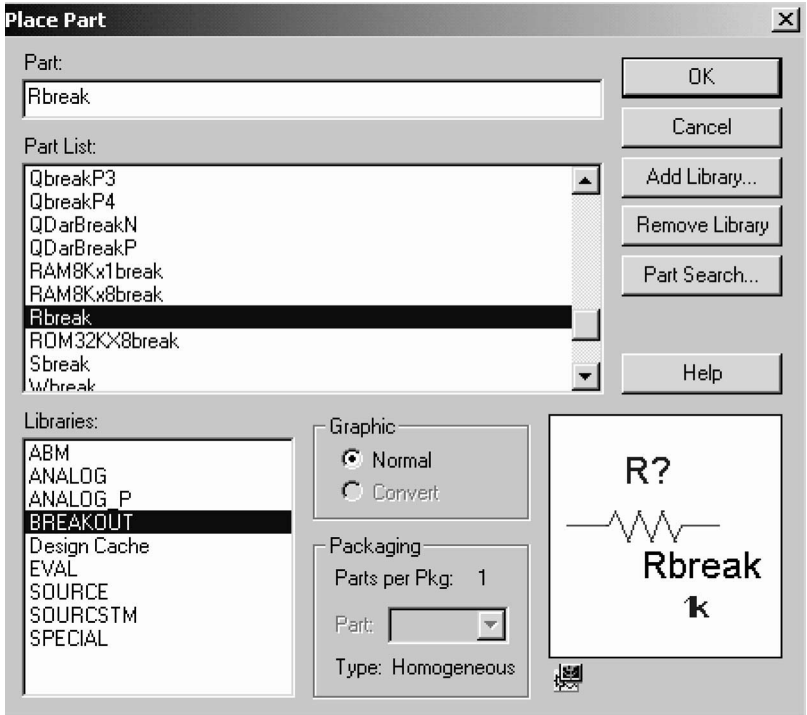 Place Part
Part:
Rbreak
OK
Cancel
Part List:
QbreakP3
QbreakP4
QDarBreakN
QDarBreakP
RAM8Kx1break
RAM8Kx8break
Rbreak
ROM32KX8break
Sbreak
Wbreak
Add Library...
Remove Library
Part Search...
Help
Libraries:
ABM
ANALOG
ANALOG_P
BREAKOUT
Design Cache
EVAL
SOURCE
SOURCSTM
SPECIAL
Graphic
Normal
Convert
Packaging
Parts per Pkg: 1
Part:
Type: Homogeneous
R?
Rbreak
1k